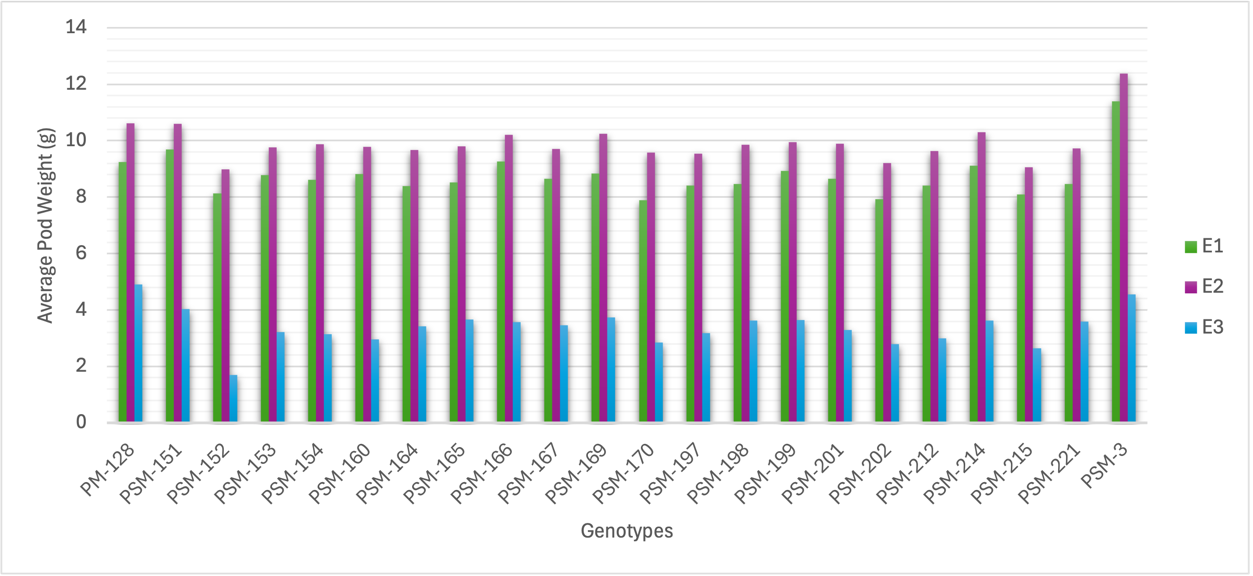 14
12
10
8
6
4
2
0
Average Pod Weight (g)
PM-128
PSM-151
PSM-152
PSM-153
PSM-154
PSM-160
PSM-164
PSM-165
PSM-166
PSM-167
PSM-169
PSM-170
PSM-197
PSM-198
PSM-199
PSM-201
PSM-202
PSM-212
PSM-214
PSM-215
PSM-221
PSM-3
Genotypes
E1
E2
E3